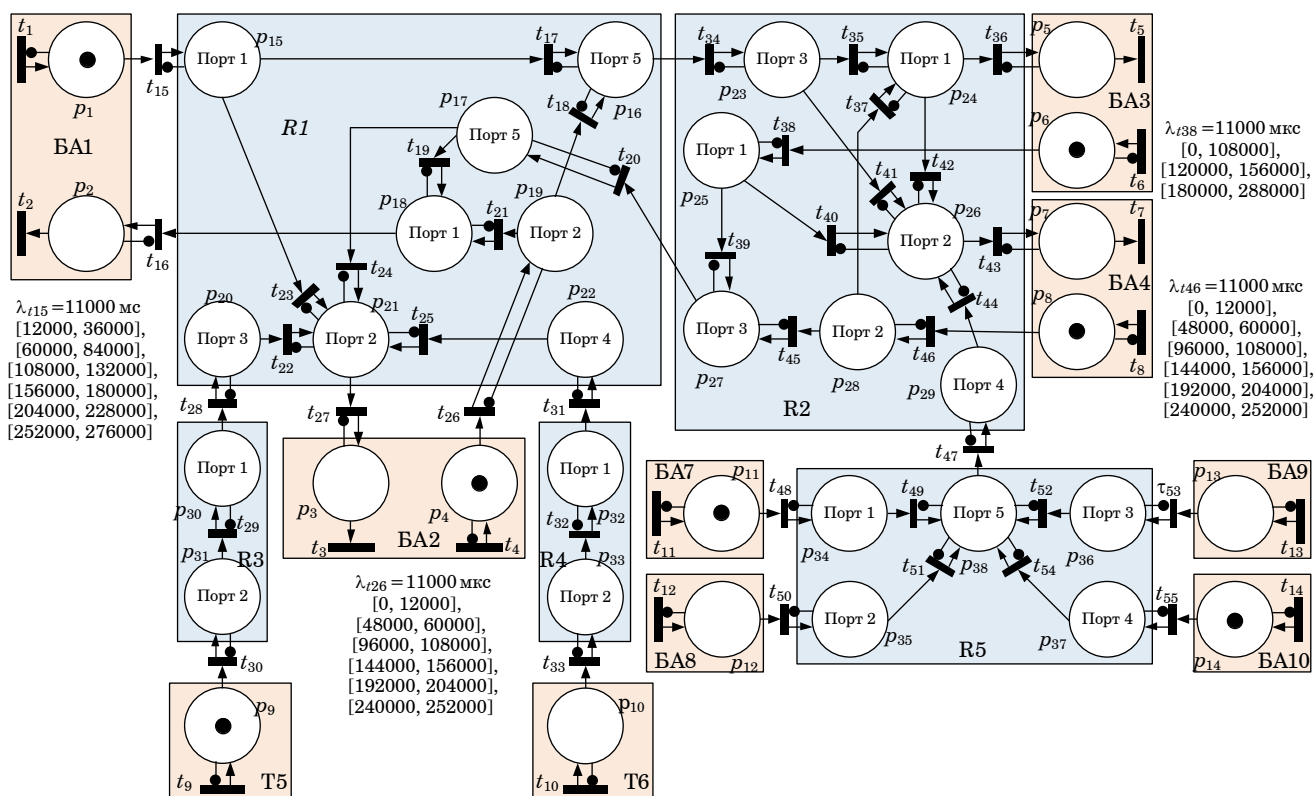 t1
p1
БА1
p2
t2
t15
t16
λt15 =11000 мс
[12000, 36000],
[60000, 84000],
[108000, 132000],
[156000, 180000],
[204000, 228000],
[252000, 276000]
Порт 1
p15
R1
t17
Порт 5
p16
t18
p17
Порт 5
t19
t20
p18
Порт 1
t21
p19
Порт 2
t24
t23
p20
Порт 3
t22
p21
Порт 2
t25
p22
Порт 4
t28
t27
t26
t31
Порт 1
p30
t29
p31
R3
Порт 2
t30
p9
t9
Т5
p3
t3
БА2
p4
t4
λt26 =11000 мкс
[0, 12000],
[48000, 60000],
[96000, 108000],
[144000, 156000],
[192000, 204000],
[240000, 252000]
Порт 1
t32
p32
R4
p33
Порт 2
t33
p10
t10
Т6
t34
Порт 3
p23
t35
Порт 1
p24
t36
t37
Порт 1
p25
t38
t41
t42
p26
Порт 2
t40
t43
t39
t44
Порт 3
p27
t45
Порт 2
p28
t46
p29
Порт 4
R2
t47
p5
t5
БА3
p6
t6
p7
t7
БА4
p8
t8
λt38 =11000 мкс
[0, 108000],
[120000, 156000],
[180000, 288000]
λt46 =11000 мкс
[0, 12000],
[48000, 60000],
[96000, 108000],
[144000, 156000],
[192000, 204000],
[240000, 252000]
БА7
p11
t11
t48
Порт 1
p34
t49
Порт 5
p38
t52
Порт 3
p36
τ53
p13
БА9
t13
t12
БА8
p12
t50
Порт 2
p35
t51
t54
Порт 4
p37
t55
R5
t14
p14
БА10